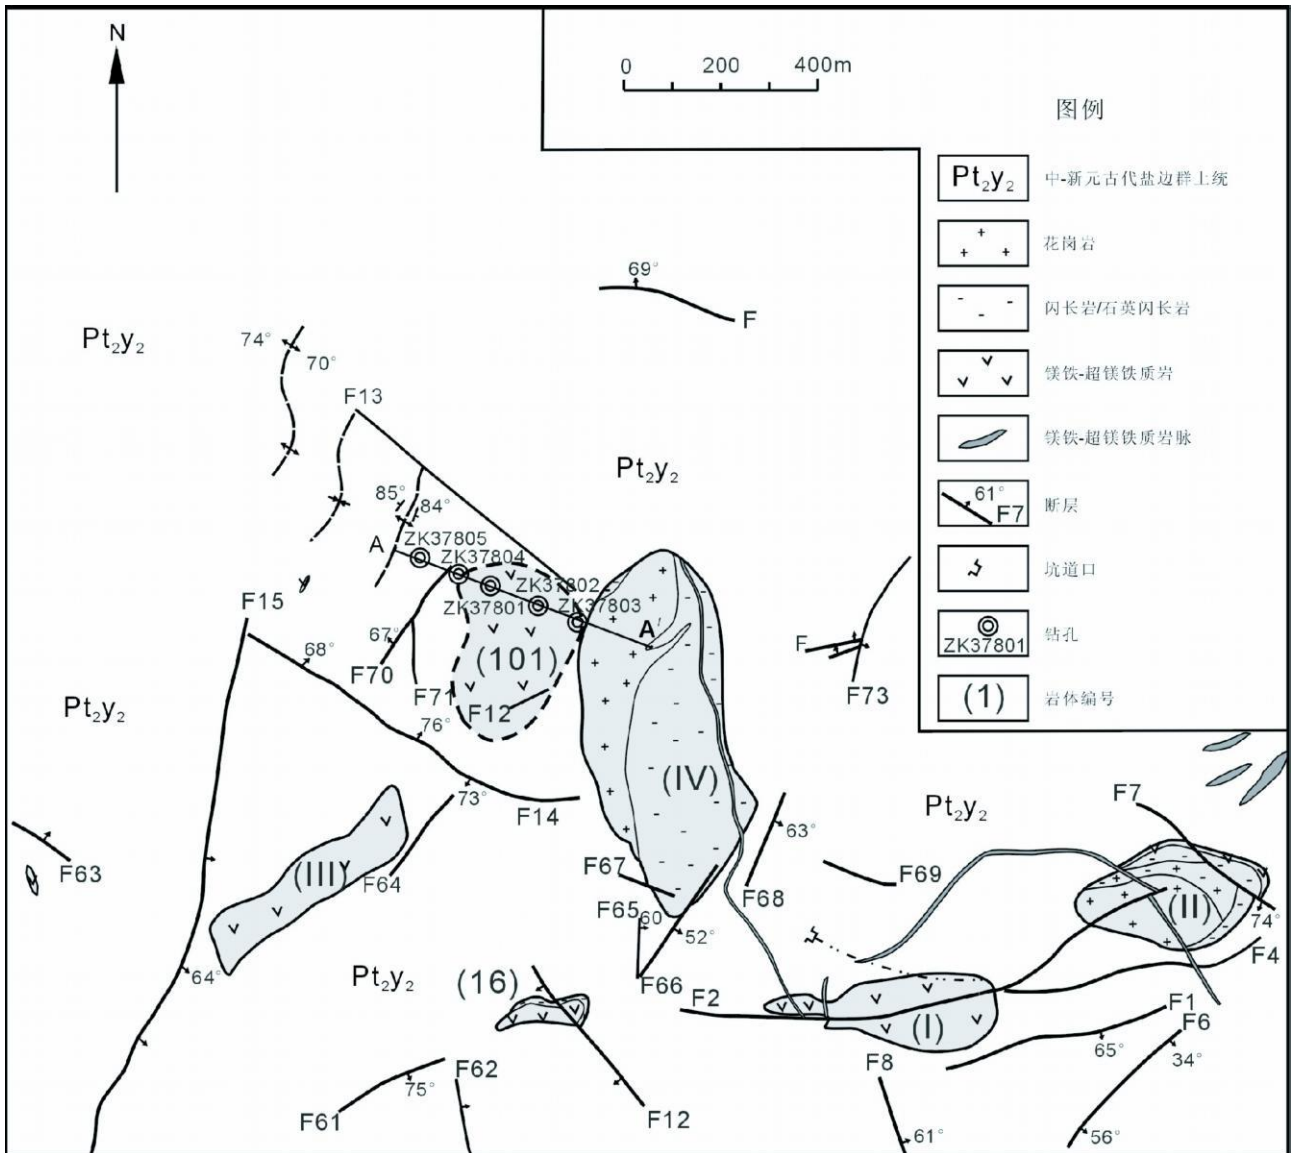 N
0 200 400m
图例
Pt₂y₂ 中-新元古代盐边群上统
花岗岩
闪长岩/石英闪长岩
镁铁-超镁铁质岩
镁铁-超镁铁质岩脉
61° F7 断层
坑道口
ZK37801 钻孔
(1) 岩体编号
69°
F
Pt₂y₂
74°
70°
F13
Pt₂y₂
85°
84°
A
ZK37805
ZK37804
ZK37802
ZK37801
ZK37803
A′
F15
67°
68°
F70
F71
(101)
F12
F
F73
Pt₂y₂
76°
73°
F14
(IV)
Pt₂y₂
F7
63°
F63
(III)
F64
F67
F68
F69
(II)
74°
F65
60
52°
F4
64°
Pt₂y₂
(16)
F66
F2
(I)
F1
F6
65°
34°
F8
75°
F62
F61
F12
61°
56°